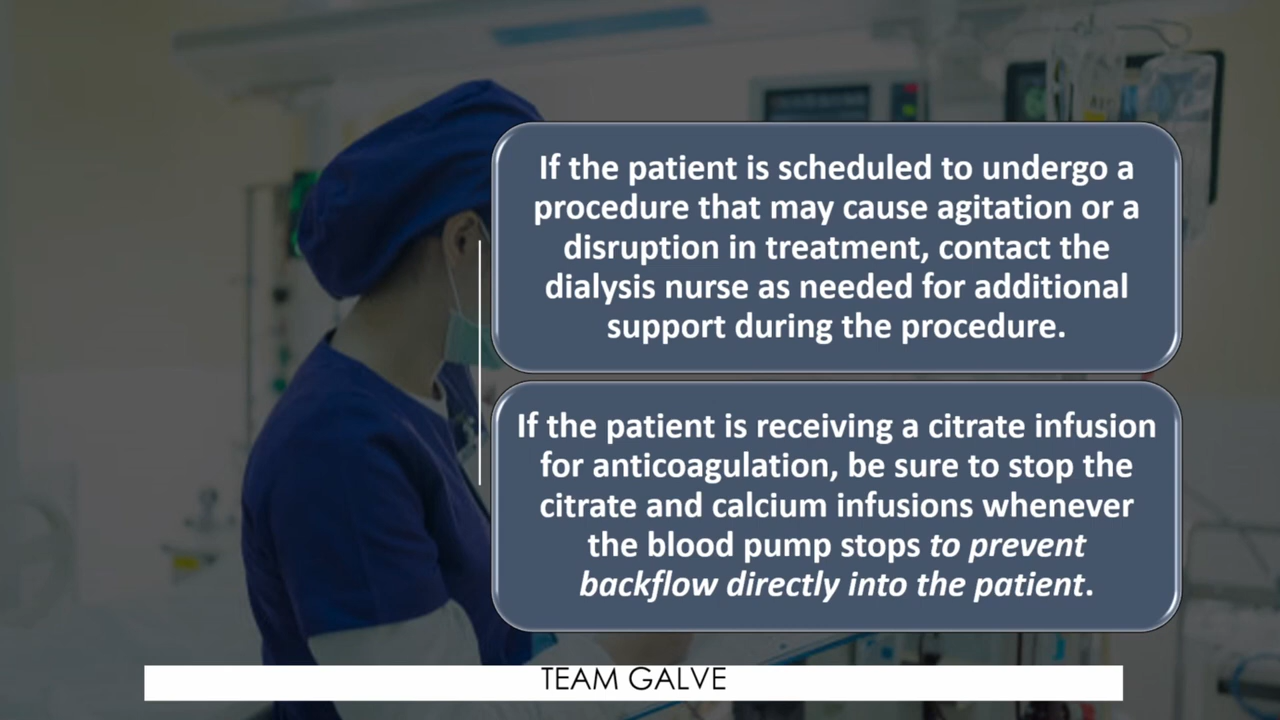 If the patient is scheduled to undergo a
procedure that may cause agitation or a
disruption in treatment, contact the
dialysis nurse as needed for additional
support during the procedure.
If the patient is receiving a citrate infusion
for anticoagulation, be sure to stop the
citrate and calcium infusions whenever
the blood pump stops to prevent
backflow directly into the patient.
TEAM GALVE